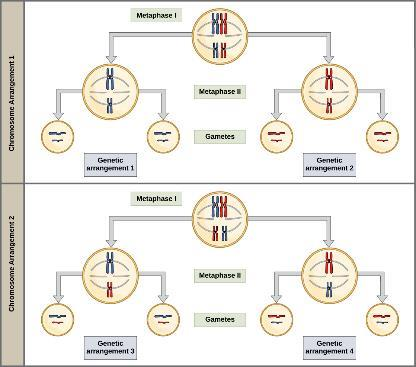 Chromosome Arrangement 1
Metaphase I
Metaphase II
Gametes
Genetic
arrangement 1
Genetic
arrangement 2
Chromosome Arrangement 2
Metaphase I
Metaphase II
Gametes
Genetic
arrangement 3
Genetic
arrangement 4